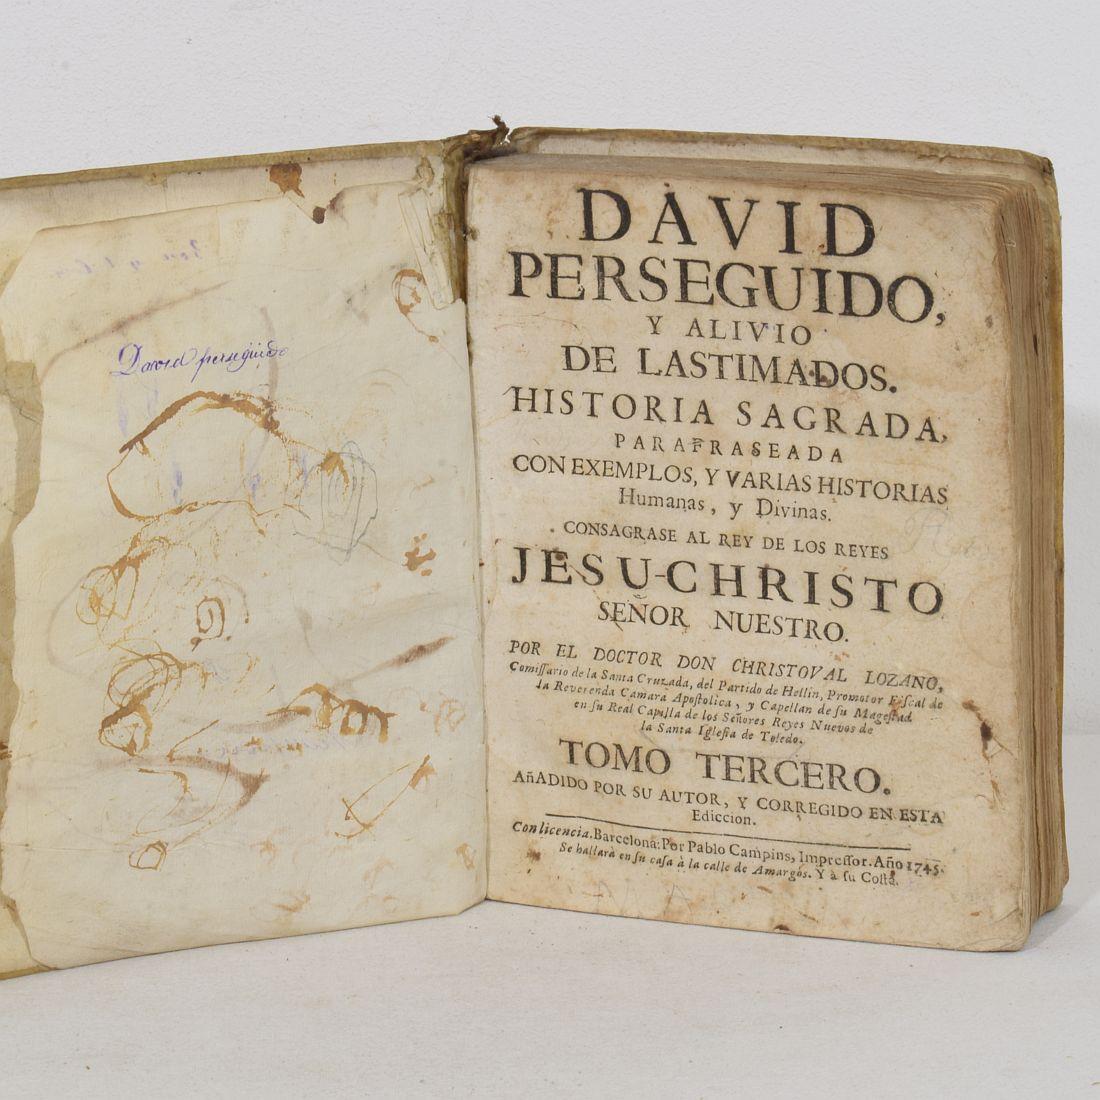 David perseguido
DAVID
PERSEGUIDO,
Y ALIVIO
DE LASTIMADOS.
HISTORIA SAGRADA,
PARAFRASEADA
CON EXEMPLOS, Y VARIAS HISTORIAS
Humanas, y Divinas.
CONSAGRASE AL REY DE LOS REYES
JESU-CHRISTO
SEÑOR NUESTRO.
POR EL DOCTOR DON CHRISTOVAL LOZANO,
Comissario de la Santa Cruzada, del Partido de Hellin, Promotor Fiscal de
la Reverenda Camara Apostolica, y Capellan de su Magestad
en su Real Capilla de los Señores Reyes Nuevos de
la Santa Iglesia de Toledo.
TOMO TERCERO.
AñADIDO POR SU AUTOR, Y CORREGIDO EN ESTA
Ediccion.
Con licencia. Barcelona: Por Pablo Campins, Impressor. Año 1745.
Se hallarà en su casa à la calle de Amargòs. Y à su Costa.